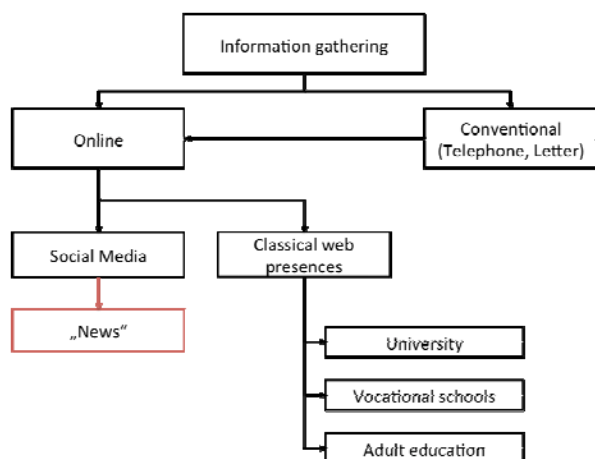 Information gathering
Online
Conventional
(Telephone, Letter)
Social Media
Classical web
presences
„News“
University
Vocational schools
Adult education